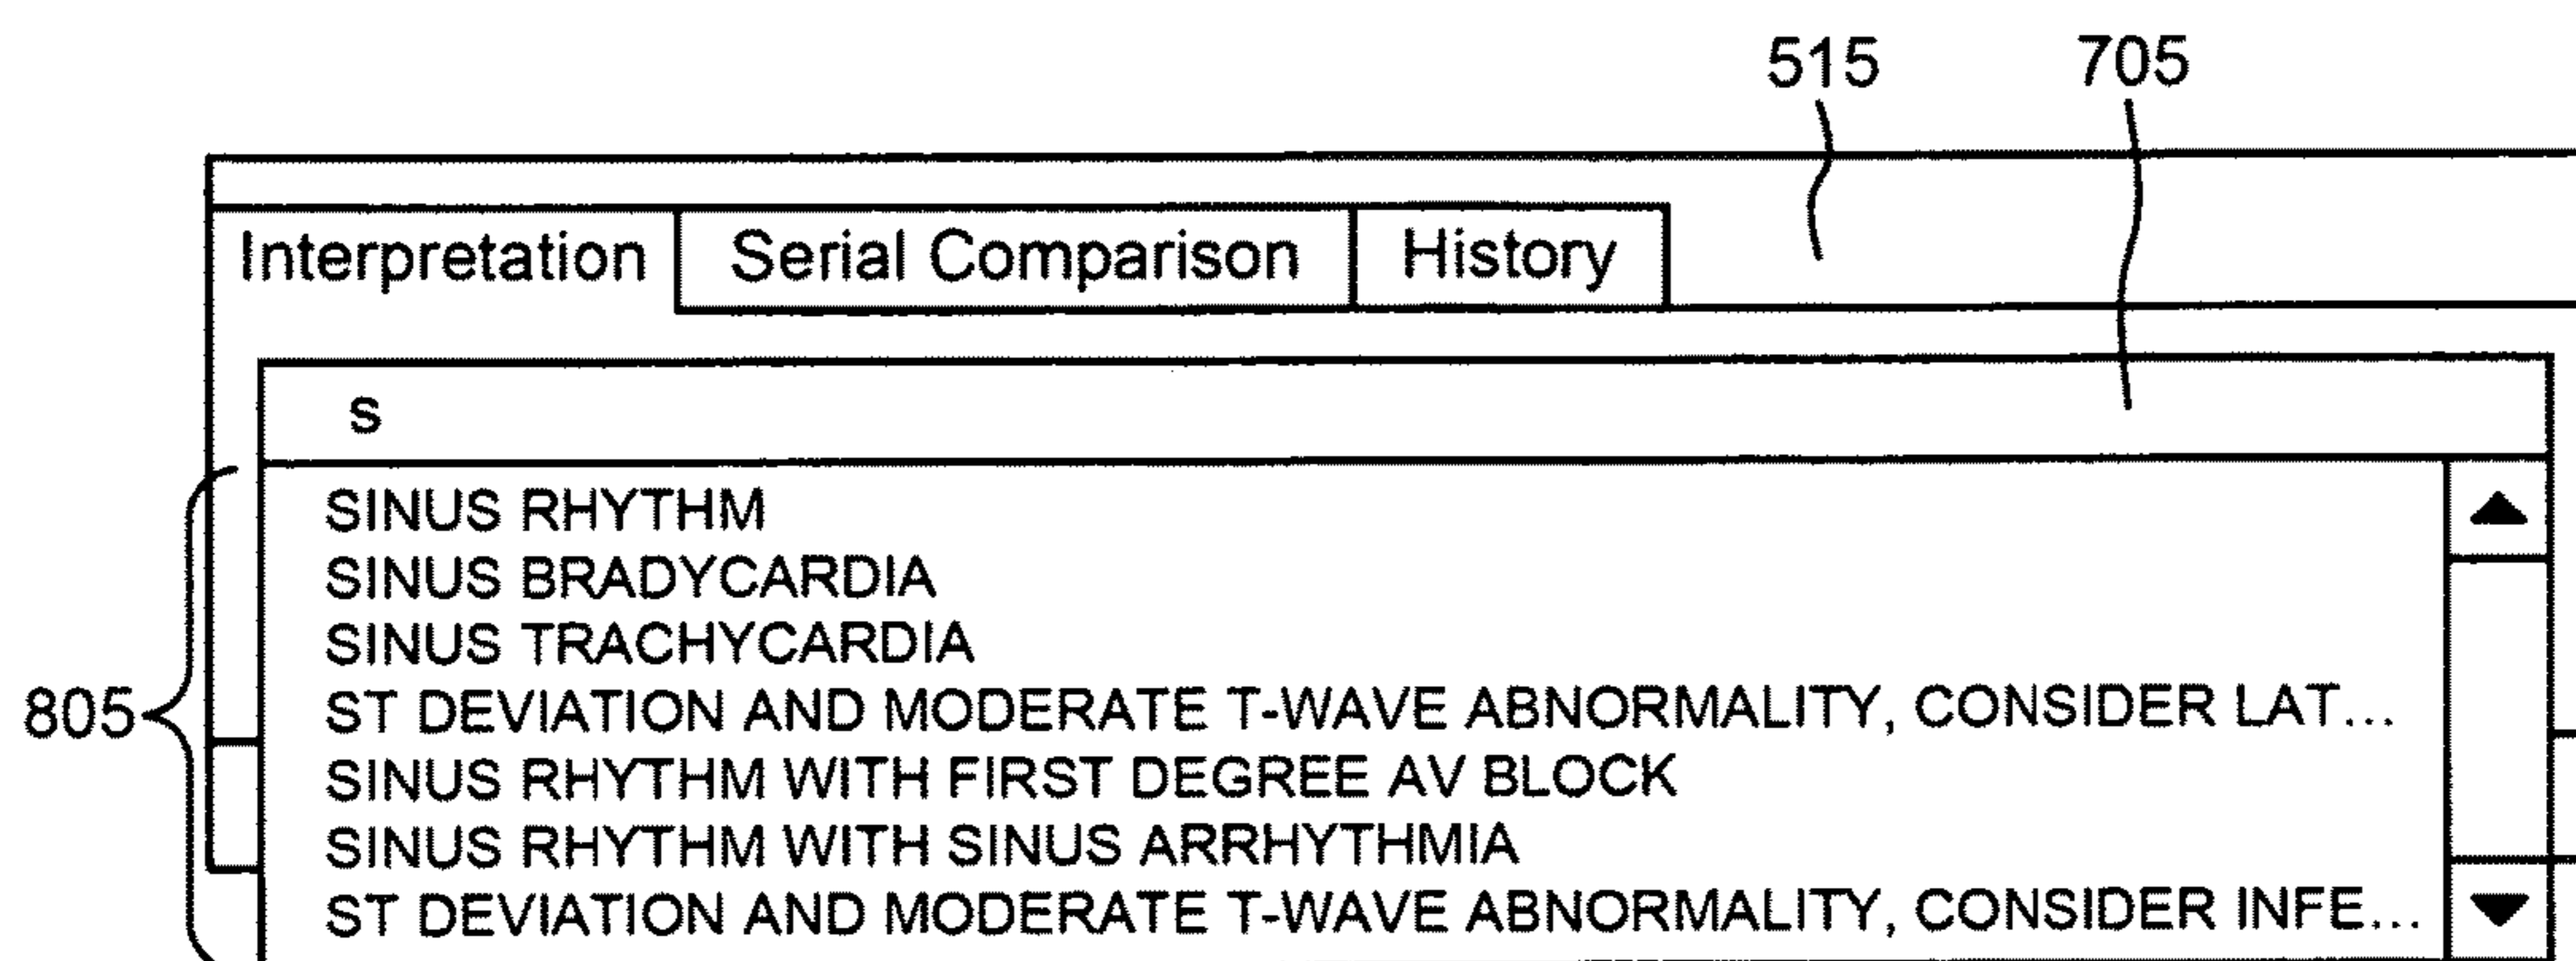 515 705
Interpretation Serial Comparison History
s
SINUS RHYTHM
SINUS BRADYCARDIA
SINUS TRACHYCARDIA
805 ST DEVIATION AND MODERATE T-WAVE ABNORMALITY, CONSIDER LAT...
SINUS RHYTHM WITH FIRST DEGREE AV BLOCK
SINUS RHYTHM WITH SINUS ARRHYTHMIA
ST DEVIATION AND MODERATE T-WAVE ABNORMALITY, CONSIDER INFE...